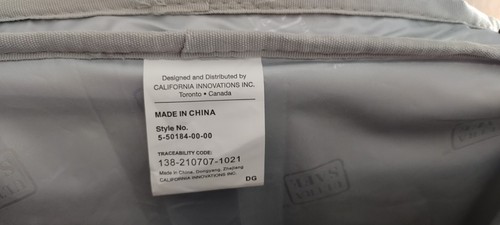 Designed and Distributed by
CALIFORNIA INNOVATIONS INC.
Toronto • Canada
MADE IN CHINA
Style No.
5-50184-00-00
TRACEABILITY CODE:
138-210707-1021
Made in China, Dongyang, Zhejiang
CALIFORNIA INNOVATIONS INC.
DG